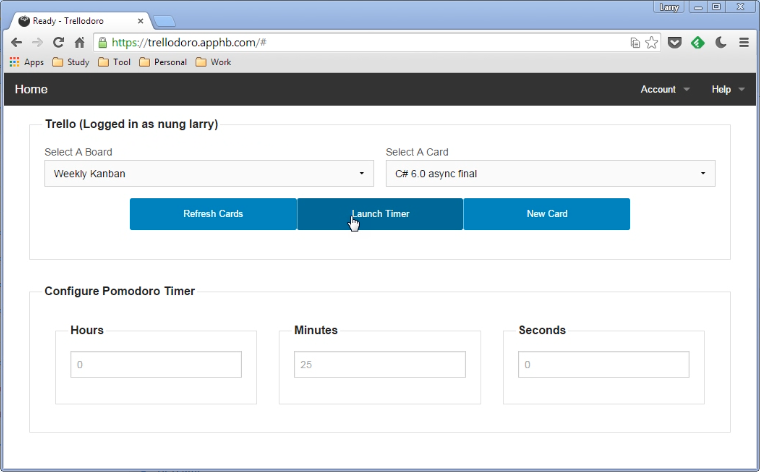 Larry
Ready - Trellodoro
https://trellodoro.apphb.com/#
Apps Study Tool Personal Work
Home Account Help
Trello (Logged in as nung larry)
Select A Board Select A Card
Weekly Kanban C# 6.0 async final
Refresh Cards Launch Timer New Card
Configure Pomodoro Timer
Hours Minutes Seconds
0 25 0